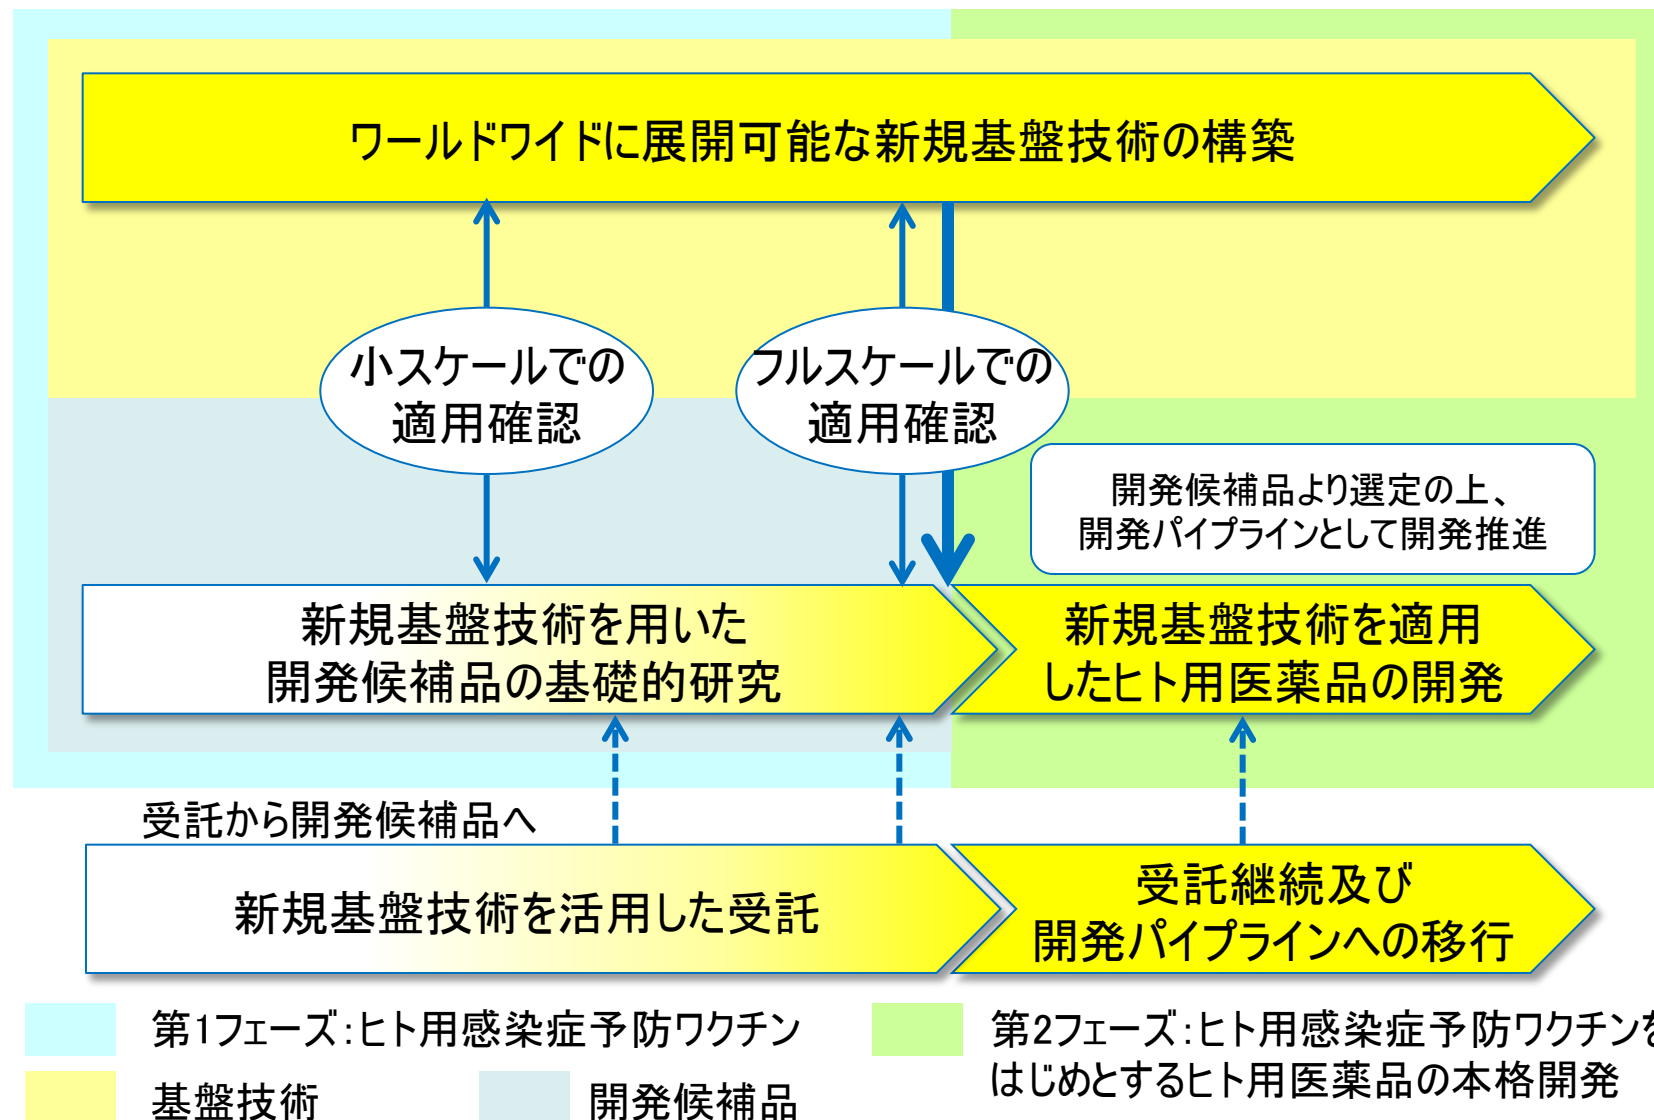 ワールドワイドに展開可能な新規基盤技術の構築
小スケールでの
適用確認
フルスケールでの
適用確認
開発候補品より選定の上、
開発パイプラインとして開発推進
新規基盤技術を用いた
開発候補品の基礎的研究
新規基盤技術を適用
したヒト用医薬品の開発
受託から開発候補品へ
新規基盤技術を活用した受託
受託継続及び
開発パイプラインへの移行
第1フェーズ:ヒト用感染症予防ワクチン
第2フェーズ:ヒト用感染症予防ワクチンを
はじめとするヒト用医薬品の本格開発
基盤技術
開発候補品